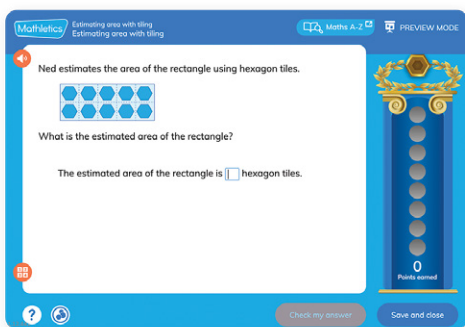 Mathletics
Estimating area with tiling
Estimating area with tiling
Maths A-Z
PREVIEW MODE
Ned estimates the area of the rectangle using hexagon tiles.
What is the estimated area of the rectangle?
The estimated area of the rectangle is hexagon tiles.
0
Points earned
?
Check my answer
Save and close